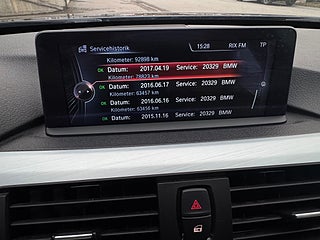 Servicehistorik 15:28 RIX FM TP
Kilometer: 92898 km
OK Datum: 2017.04.19 Service: 20329 BMW
Kilometer: 78823 km
OK Datum: 2016.06.17 Service: 20329 BMW
Kilometer: 63457 km
OK Datum: 2016.06.16 Service: 20329 BMW
Kilometer: 63456 km
OK Datum: 2015.11.16 Service: 20329 BMW